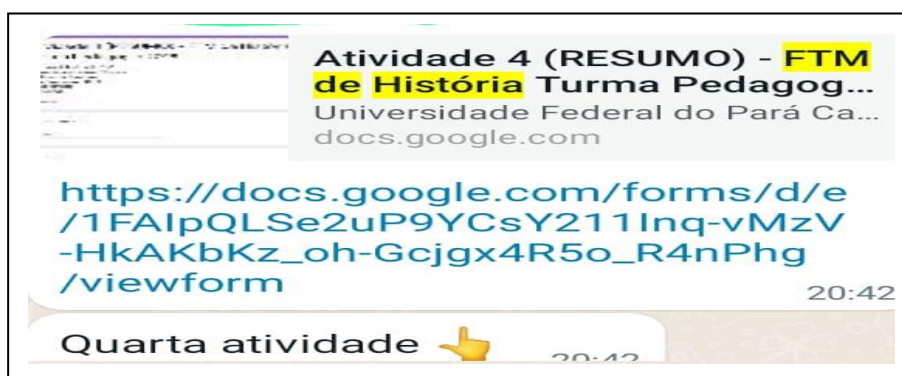 Atividade 4 (RESUMO) - FTM
de História Turma Pedagog...
Universidade Federal do Pará Ca...
docs.google.com
https://docs.google.com/forms/d/e
/1FAIpQLSe2uP9YCsY211Inq-vMzV
-HkAKbKz_oh-Gcjgx4R5o_R4nPhg
/viewform
20:42
Quarta atividade 👆
20:42